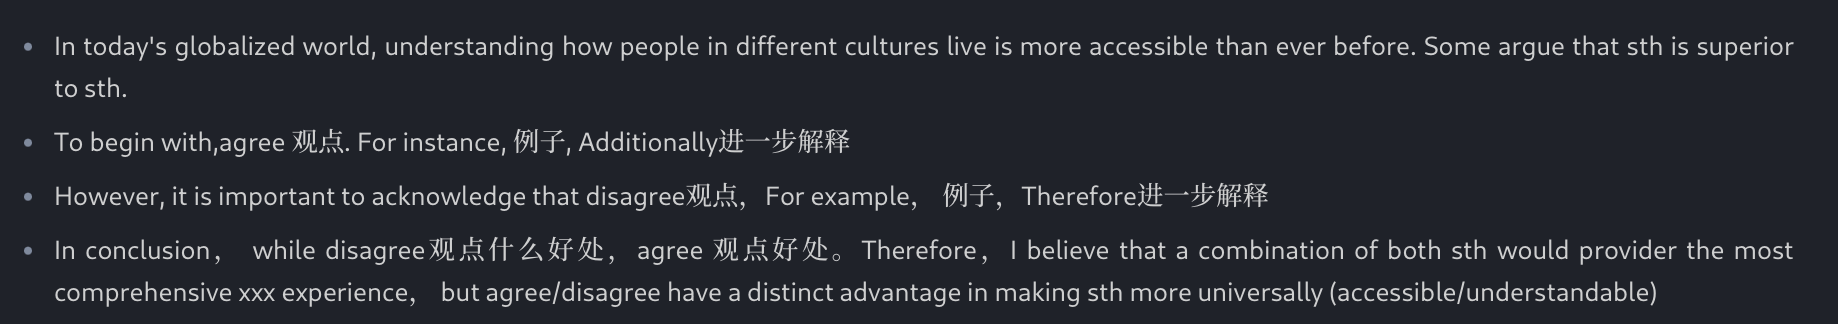 In today's globalized world, understanding how people in different cultures live is more accessible than ever before. Some argue that sth is superior
to sth.
To begin with,agree 观点. For instance, 例子, Additionally进一步解释
However, it is important to acknowledge that disagree观点，For example， 例子，Therefore进一步解释
In conclusion， while disagree观点什么好处，agree 观点好处。Therefore，I believe that a combination of both sth would provider the most
comprehensive xxx experience， but agree/disagree have a distinct advantage in making sth more universally (accessible/understandable)